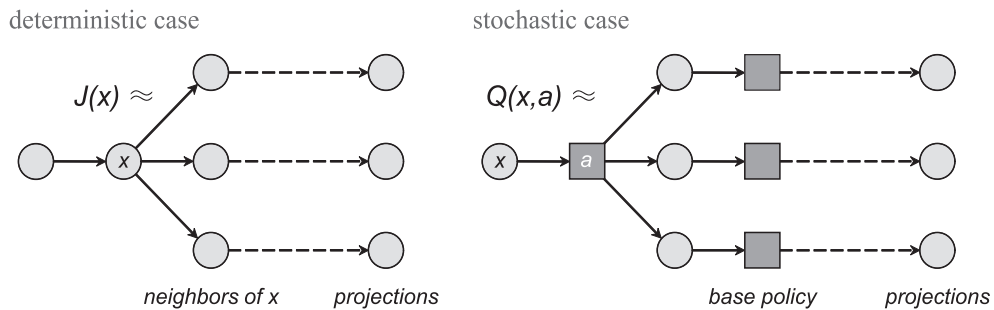 deterministic case
stochastic case
J(x) ≈
Q(x,a) ≈
x
x
a
neighbors of x
projections
base policy
projections